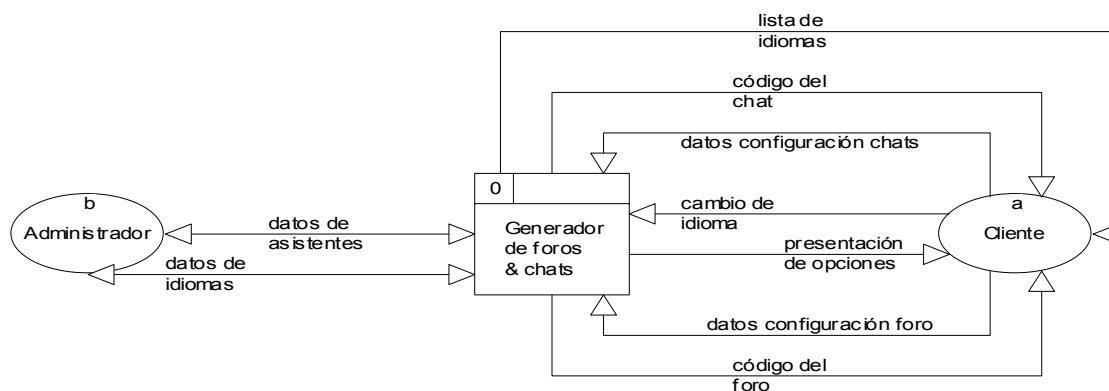 lista de
idiomas
código del
chat
datos configuración chats
0
b
Administrador
datos de
asistentes
datos de
idiomas
Generador
de foros
& chats
cambio de
idioma
presentación
de opciones
a
Cliente
datos configuración foro
código del
foro